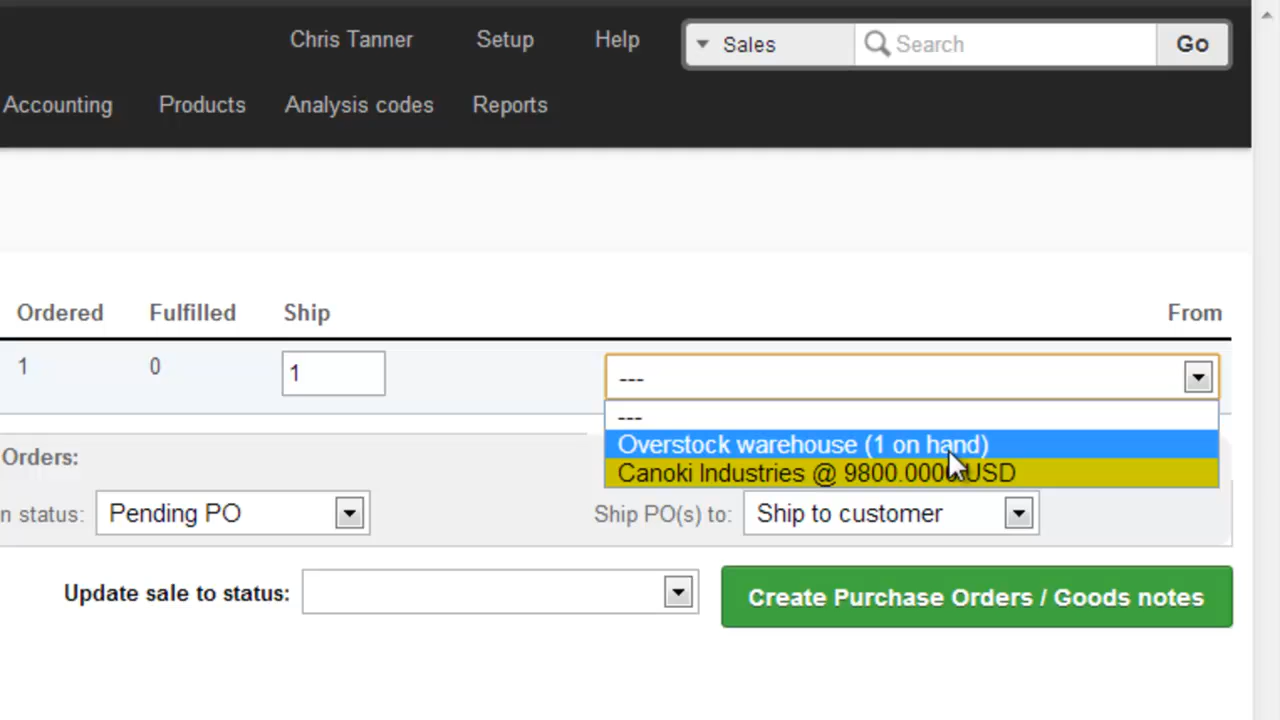 Chris Tanner Setup Help Sales Search Go
Accounting Products Analysis codes Reports
Ordered Fulfilled Ship From
1 0 1 ---
---
Overstock warehouse (1 on hand)
Orders:
Canoki Industries @ 9800.0000 USD
n status: Pending PO Ship PO(s) to: Ship to customer
Update sale to status: Create Purchase Orders / Goods notes